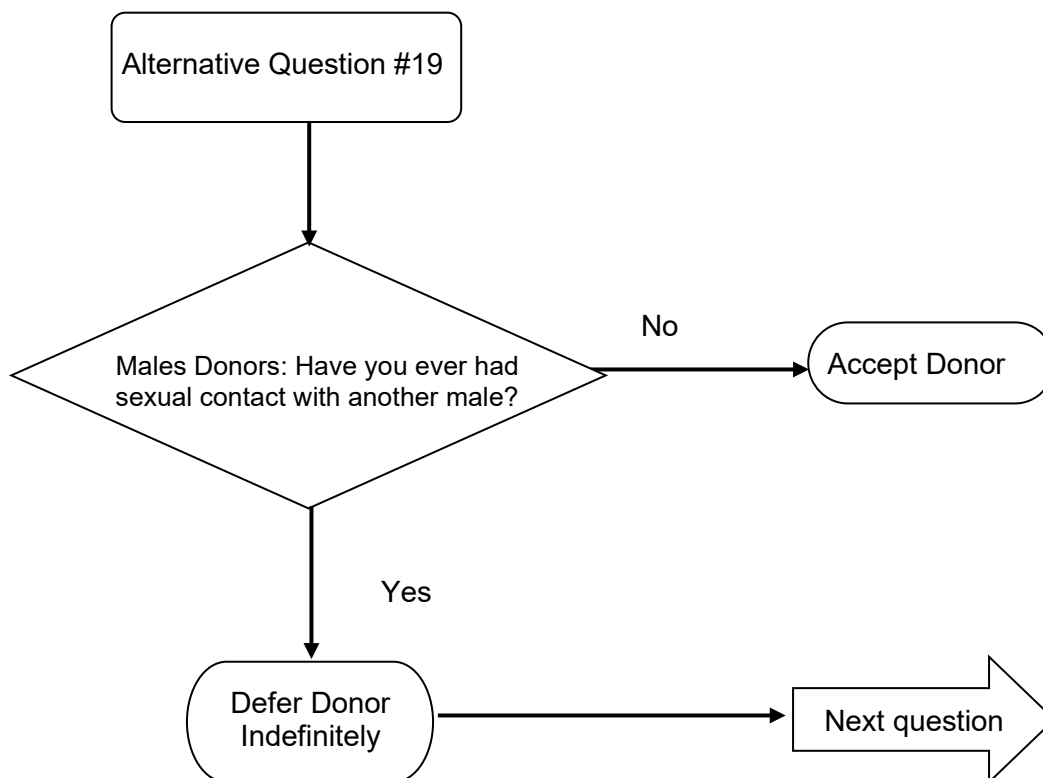 Alternative Question #19
No
Males Donors: Have you ever had
sexual contact with another male?
Accept Donor
Yes
Defer Donor
Indefinitely
Next question